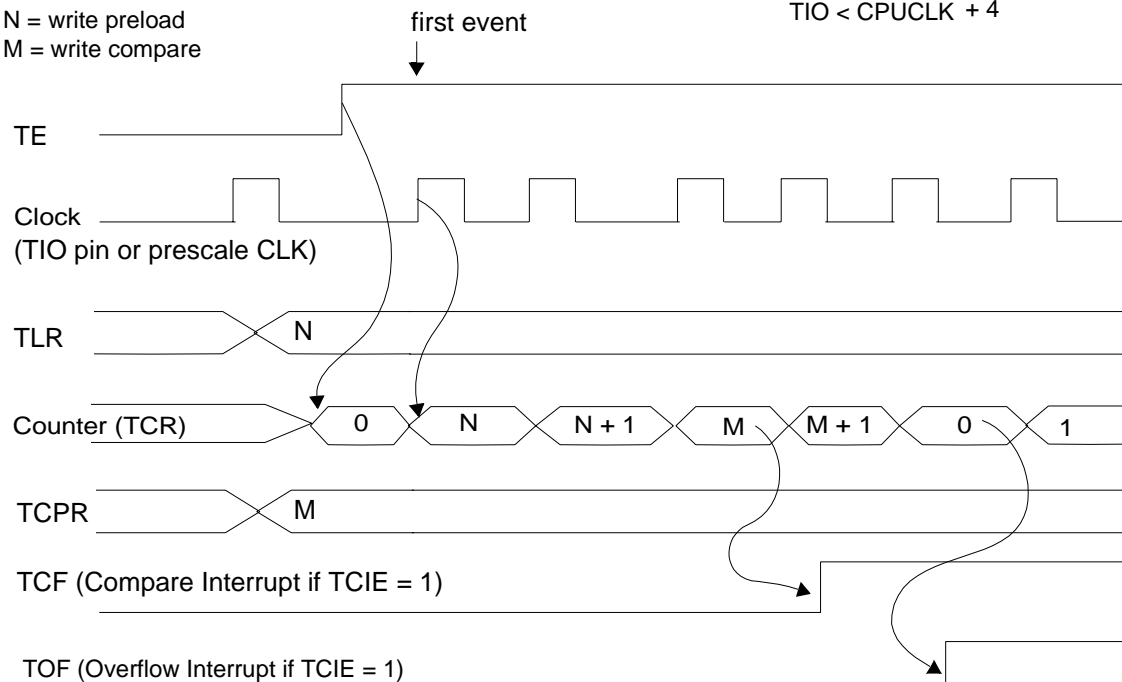 N = write preload
M = write compare
first event
TIO < CPUCLK + 4
TE
Clock
(TIO pin or prescale CLK)
TLR
N
Counter (TCR)
0
N
N + 1
M
M + 1
0
1
TCPR
M
TCF (Compare Interrupt if TCIE = 1)
TOF (Overflow Interrupt if TCIE = 1)